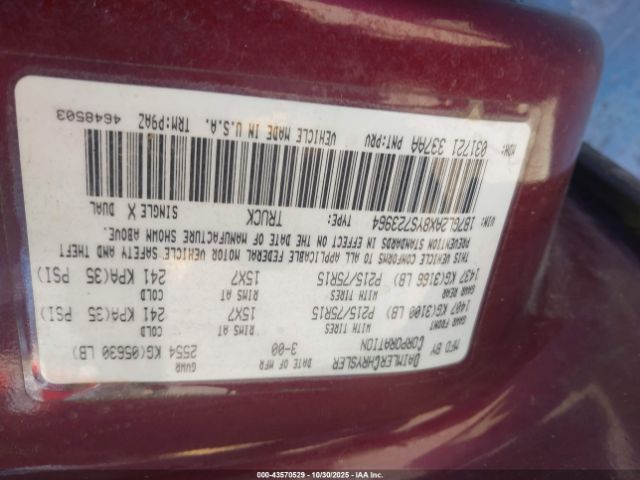 MFD BY DAIMLERCHRYSLER CORPORATION
DATE OF MFR 3-00
GVWR 2554 KG(05630 LB)
GAWR FRONT WITH TIRES RIMS AT COLD
1407 KG(3100 LB) P215/75R15 15X7 241 KPA(35 PSI)
GAWR REAR WITH TIRES RIMS AT COLD
1437 KG(3166 LB) P215/75R15 15X7 241 KPA(35 PSI)
THIS VEHICLE CONFORMS TO ALL APPLICABLE FEDERAL MOTOR VEHICLE SAFETY AND THEFT
PREVENTION STANDARDS IN EFFECT ON THE DATE OF MANUFACTURE SHOWN ABOVE.
VIN: 1B7GL2AX8YS723964 TYPE: TRUCK SINGLE X DUAL
MDH: 031721 337AA PNT:PRV VEHICLE MADE IN U.S.A. TRM:P9AZ 4648503
000-43570529 | 10/30/2025 | IAA Inc.